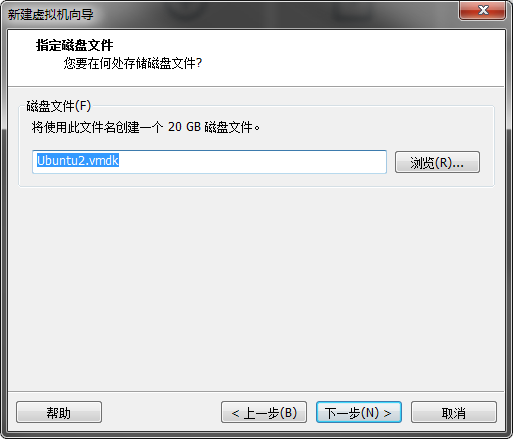 新建虚拟机向导
指定磁盘文件
您要在何处存储磁盘文件?
磁盘文件(F)
将使用此文件名创建一个 20 GB 磁盘文件。
Ubuntu2.vmdk
浏览(R)...
帮助
< 上一步(B)
下一步(N) >
取消